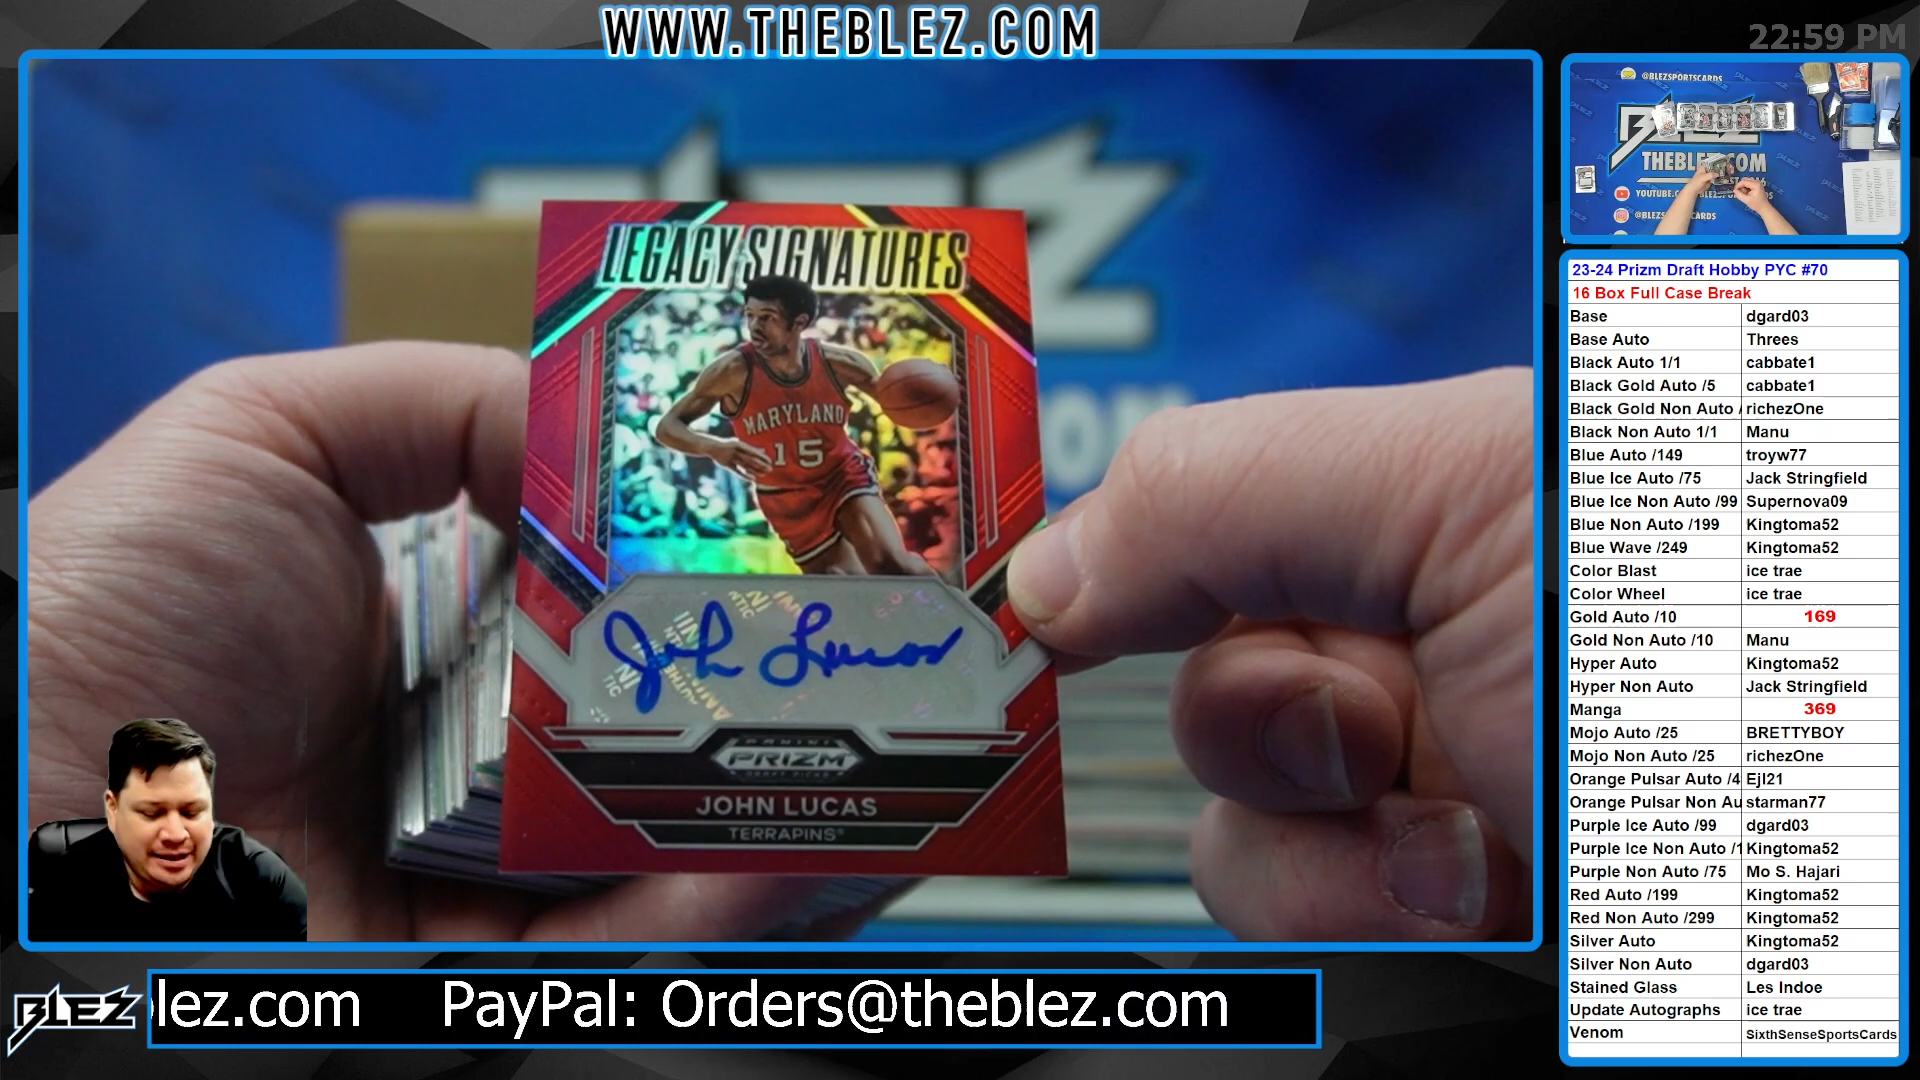 WWW.THEBLEZ.COM
22:59 PM
LEGACY SIGNATURES
MARYLAND
15
John Lucas
PANINI
PRIZM
DRAFT PICKS
JOHN LUCAS
TERRAPINS®
@BLEZSPORTSCARDS
BLEZ
THEBLEZ.COM
23-24 Prizm Draft Hobby PYC #70
16 Box Full Case Break
Base dgard03
Base Auto Threes
Black Auto 1/1 cabbate1
Black Gold Auto /5 cabbate1
Black Gold Non Auto / richezOne
Black Non Auto 1/1 Manu
Blue Auto /149 troyw77
Blue Ice Auto /75 Jack Stringfield
Blue Ice Non Auto /99 Supernova09
Blue Non Auto /199 Kingtoma52
Blue Wave /249 Kingtoma52
Color Blast ice trae
Color Wheel ice trae
Gold Auto /10 169
Gold Non Auto /10 Manu
Hyper Auto Kingtoma52
Hyper Non Auto Jack Stringfield
Manga 369
Mojo Auto /25 BRETTYBOY
Mojo Non Auto /25 richezOne
Orange Pulsar Auto /4 Ejl21
Orange Pulsar Non Au starman77
Purple Ice Auto /99 dgard03
Purple Ice Non Auto /1 Kingtoma52
Purple Non Auto /75 Mo S. Hajari
Red Auto /199 Kingtoma52
Red Non Auto /299 Kingtoma52
Silver Auto Kingtoma52
Silver Non Auto dgard03
Stained Glass Les Indoe
Update Autographs ice trae
Venom SixthSenseSportsCards
BLEZ
lez.com PayPal: Orders@theblez.com